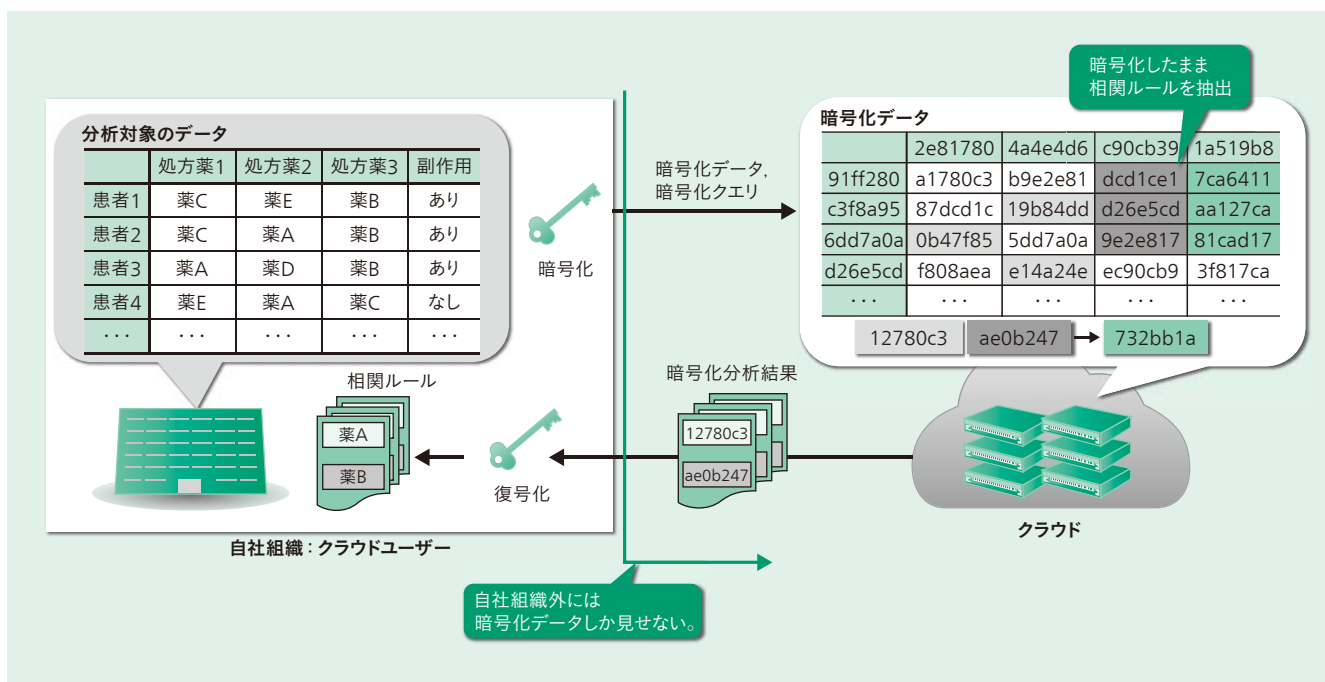 暗号化したまま
相関ルールを抽出
分析対象のデータ
処方薬1 処方薬2 処方薬3 副作用
患者1 薬C 薬E 薬B あり
患者2 薬C 薬A 薬B あり
患者3 薬A 薬D 薬B あり
患者4 薬E 薬A 薬C なし
··· ··· ··· ··· ···
暗号化
暗号化データ,
暗号化クエリ
暗号化データ
2e81780 4a4e4d6 c90cb39 1a519b8
91ff280 a1780c3 b9e2e81 dcd1ce1 7ca6411
c3f8a95 87dcd1c 19b84dd d26e5cd aa127ca
6dd7a0a 0b47f85 5dd7a0a 9e2e817 81cad17
d26e5cd f808aea e14a24e ec90cb9 3f817ca
··· ··· ··· ··· ···
12780c3 ae0b247 732bb1a
相関ルール
薬A
薬B
復号化
暗号化分析結果
12780c3
ae0b247
クラウド
自社組織：クラウドユーザー
自社組織外には
暗号化データしか見せない。